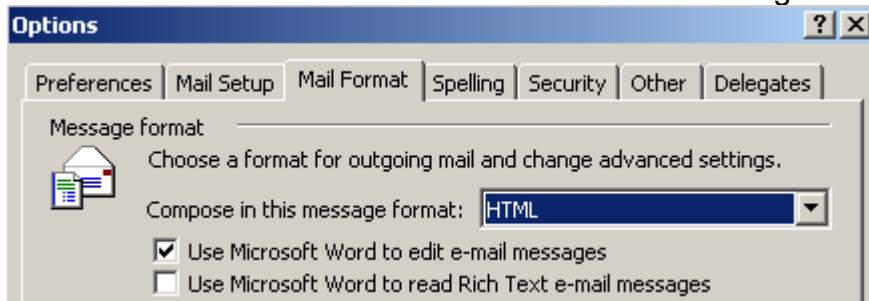 Options
Preferences Mail Setup Mail Format Spelling Security Other Delegates
Message format
Choose a format for outgoing mail and change advanced settings.
Compose in this message format: HTML
Use Microsoft Word to edit e-mail messages
Use Microsoft Word to read Rich Text e-mail messages